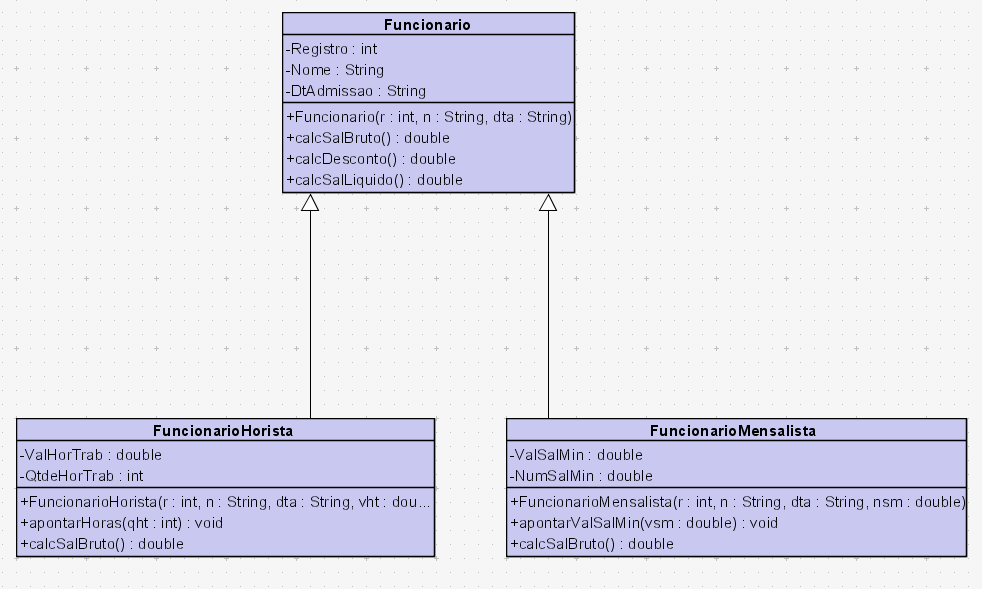 Funcionario
-Registro : int
-Nome : String
-DtAdmissao : String
+Funcionario(r : int, n : String, dta : String)
+calcSalBruto() : double
+calcDesconto() : double
+calcSalLiquido() : double
FuncionarioHorista
-ValHorTrab : double
-QtdeHorTrab : int
+FuncionarioHorista(r : int, n : String, dta : String, vht : dou...
+apontarHoras(qht : int) : void
+calcSalBruto() : double
FuncionarioMensalista
-ValSalMin : double
-NumSalMin : double
+FuncionarioMensalista(r : int, n : String, dta : String, nsm : double)
+apontarValSalMin(vsm : double) : void
+calcSalBruto() : double